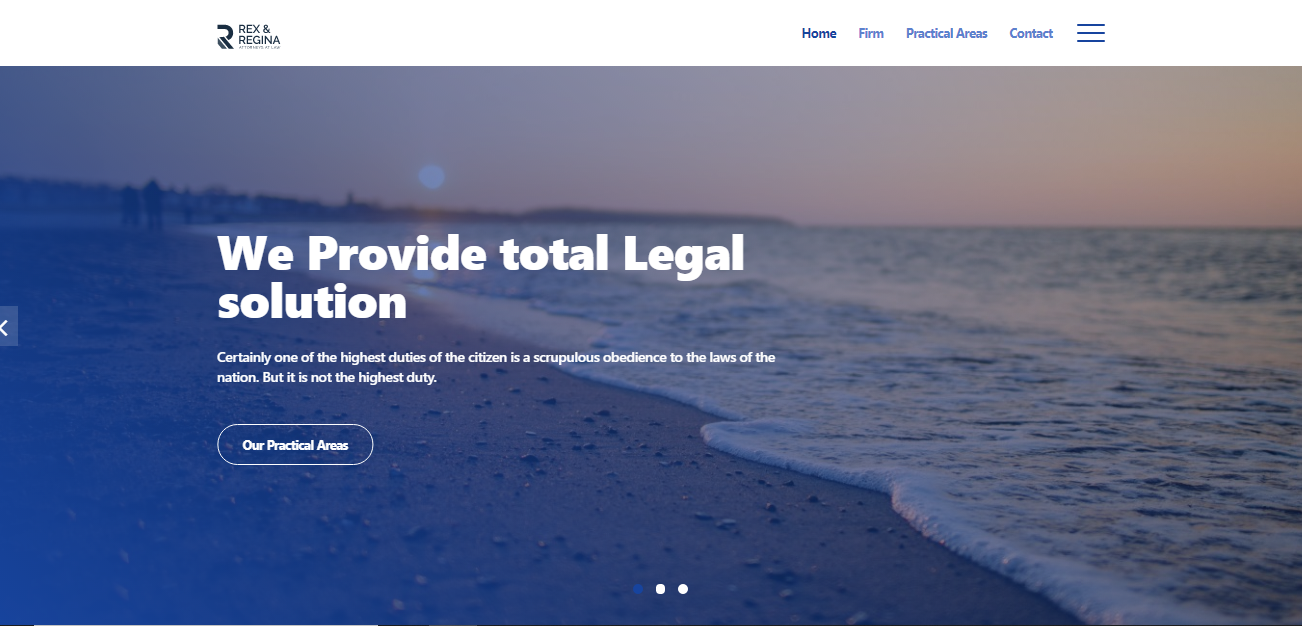 REX &
REGINA
ATTORNEYS AT LAW
Home Firm Practical Areas Contact
We Provide total Legal
solution
Certainly one of the highest duties of the citizen is a scrupulous obedience to the laws of the
nation. But it is not the highest duty.
Our Practical Areas